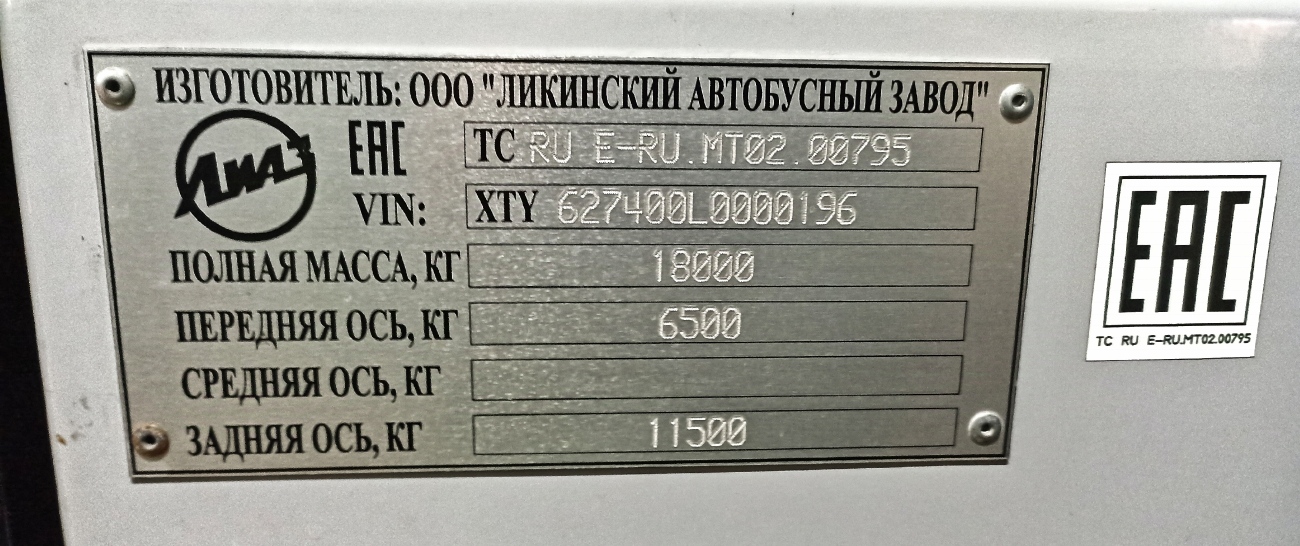 ИЗГОТОВИТЕЛЬ: ООО "ЛИКИНСКИЙ АВТОБУСНЫЙ ЗАВОД"
ЛиАЗ
EAC
ТС RU E-RU.MT02.00795
VIN: XTY 627400L0000196
ПОЛНАЯ МАССА, КГ 18000
ПЕРЕДНЯЯ ОСЬ, КГ 6500
СРЕДНЯЯ ОСЬ, КГ
ЗАДНЯЯ ОСЬ, КГ 11500
EAC
TC RU E-RU.MT02.00795